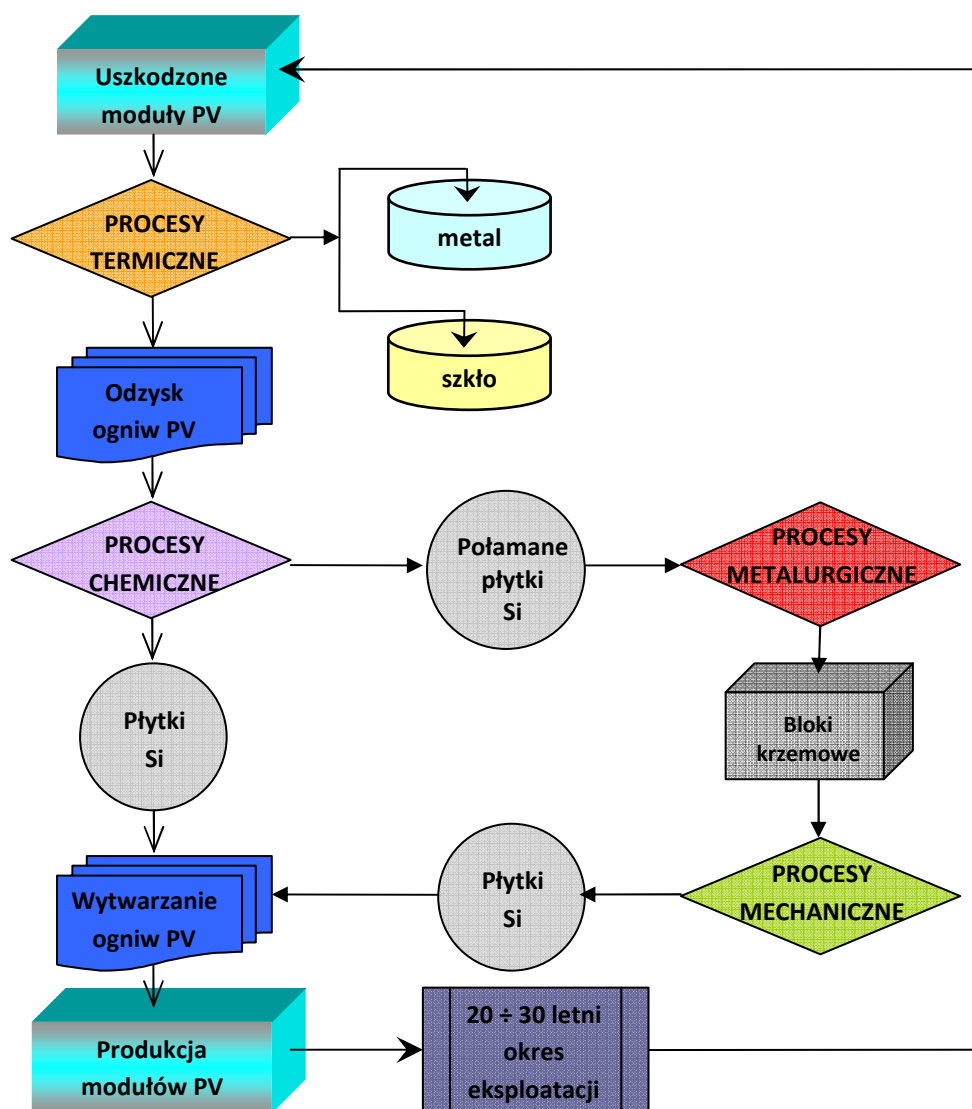 Uszkodzone
moduły PV
PROCESY
TERMICZNE
metal
szkło
Odzysk
ogniw PV
PROCESY
CHEMICZNE
Połamane
płytki
Si
PROCESY
METALURGICZNE
Płytki
Si
Bloki
krzemowe
Wytwarzanie
ogniw PV
Płytki
Si
PROCESY
MECHANICZNE
Produkcja
modułów PV
20 ÷ 30 letni
okres
eksploatacji